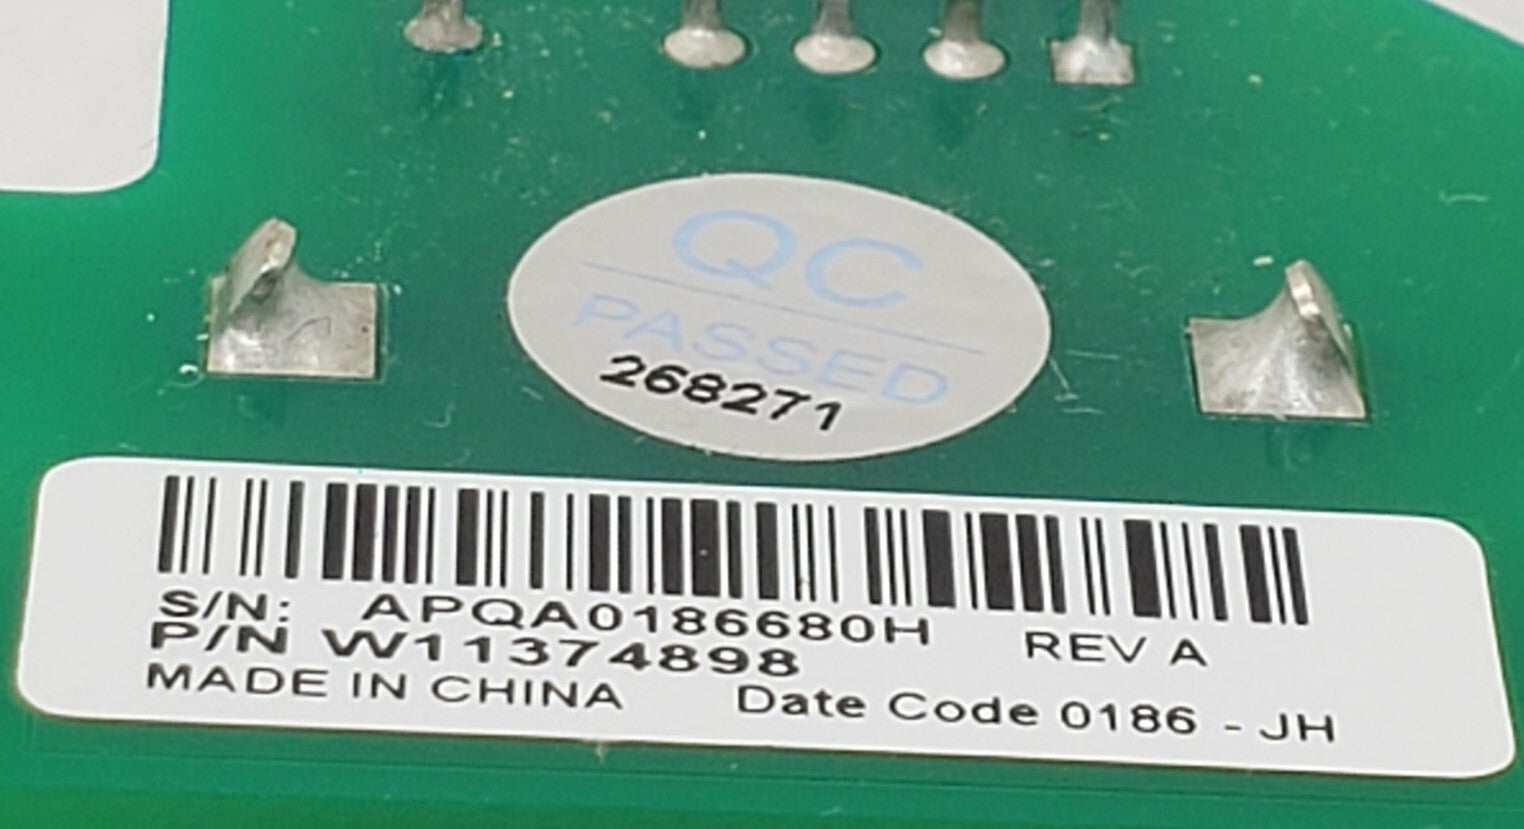 QC
PASSED
268271
S/N: APQA0186680H REV A
P/N W11374898
MADE IN CHINA Date Code 0186 - JH